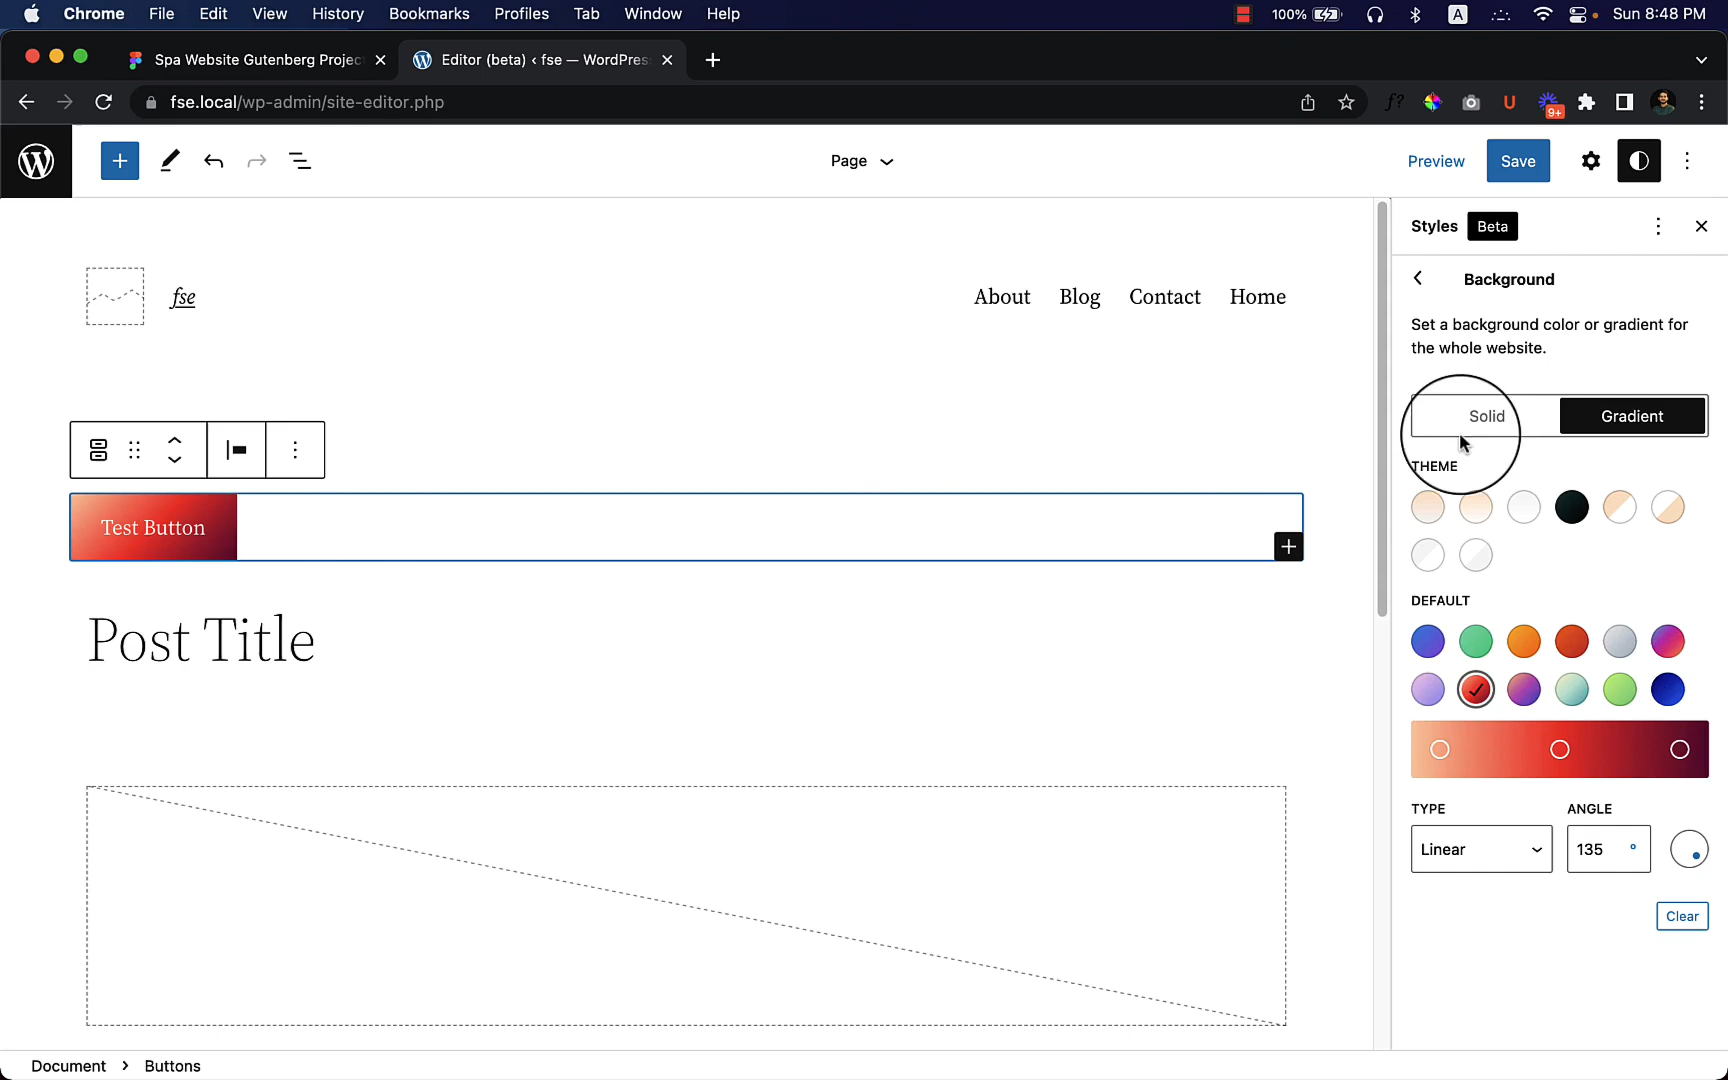 Chrome File Edit View History Bookmarks Profiles Tab Window Help 100% A Sun 8:48 PM
Spa Website Gutenberg Projec Editor (beta) ‹ fse — WordPress
fse.local/wp-admin/site-editor.php f? U 9+
Page Preview Save
Styles Beta
Background
Set a background color or gradient for
the whole website.
fse About Blog Contact Home
Solid Gradient
THEME
Test Button
DEFAULT
Post Title
TYPE ANGLE
Linear 135 °
Clear
Document › Buttons